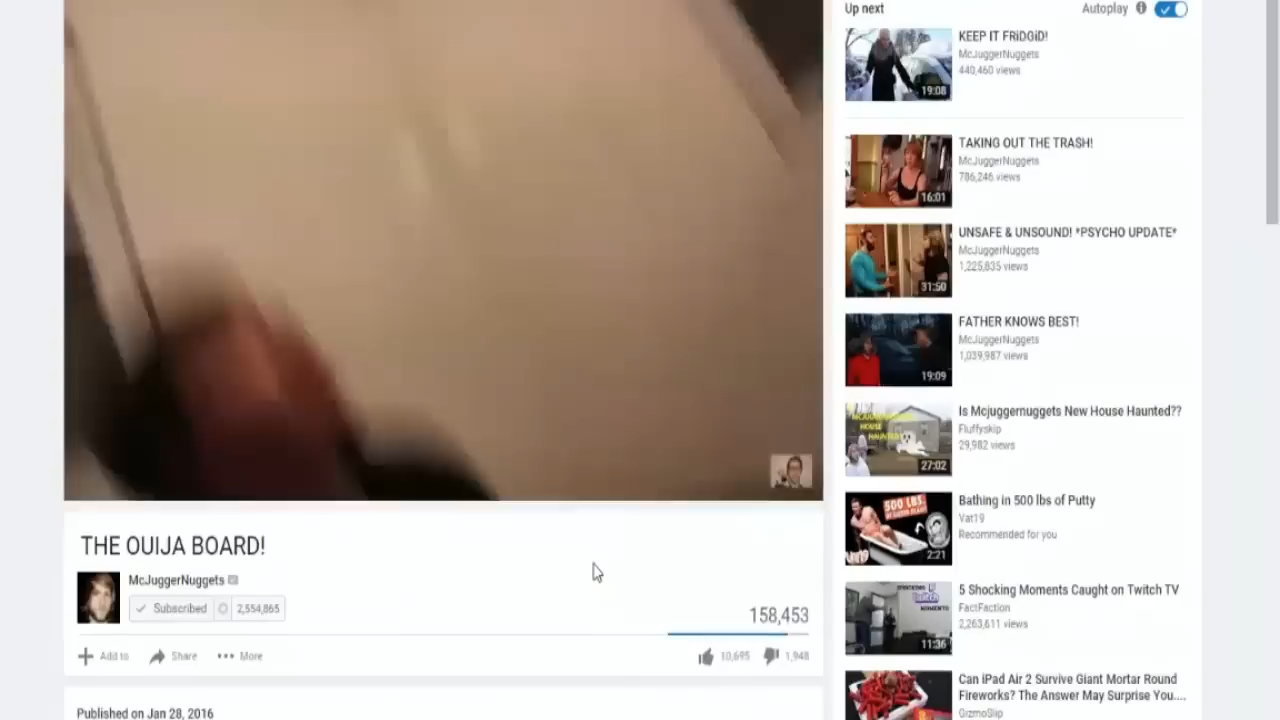 Up next
Autoplay
KEEP IT FRiDGiD!
McJuggerNuggets
440,460 views
19:08
TAKING OUT THE TRASH!
McJuggerNuggets
786,246 views
16:01
UNSAFE & UNSOUND! *PSYCHO UPDATE*
McJuggerNuggets
1,225,835 views
31:50
FATHER KNOWS BEST!
McJuggerNuggets
1,039,987 views
19:09
Is Mcjuggernuggets New House Haunted??
Fluffyskip
29,982 views
HOUSE
27:02
Bathing in 500 lbs of Putty
Vat19
Recommended for you
500 LBS
2:21
5 Shocking Moments Caught on Twitch TV
FactFaction
2,263,611 views
Twitch
MOMENTS
11:36
Can iPad Air 2 Survive Giant Mortar Round
Fireworks? The Answer May Surprise You....
GizmoSlip
THE OUIJA BOARD!
McJuggerNuggets
Subscribed 2,554,865
158,453
Add to Share More
10,695 1,948
Published on Jan 28, 2016